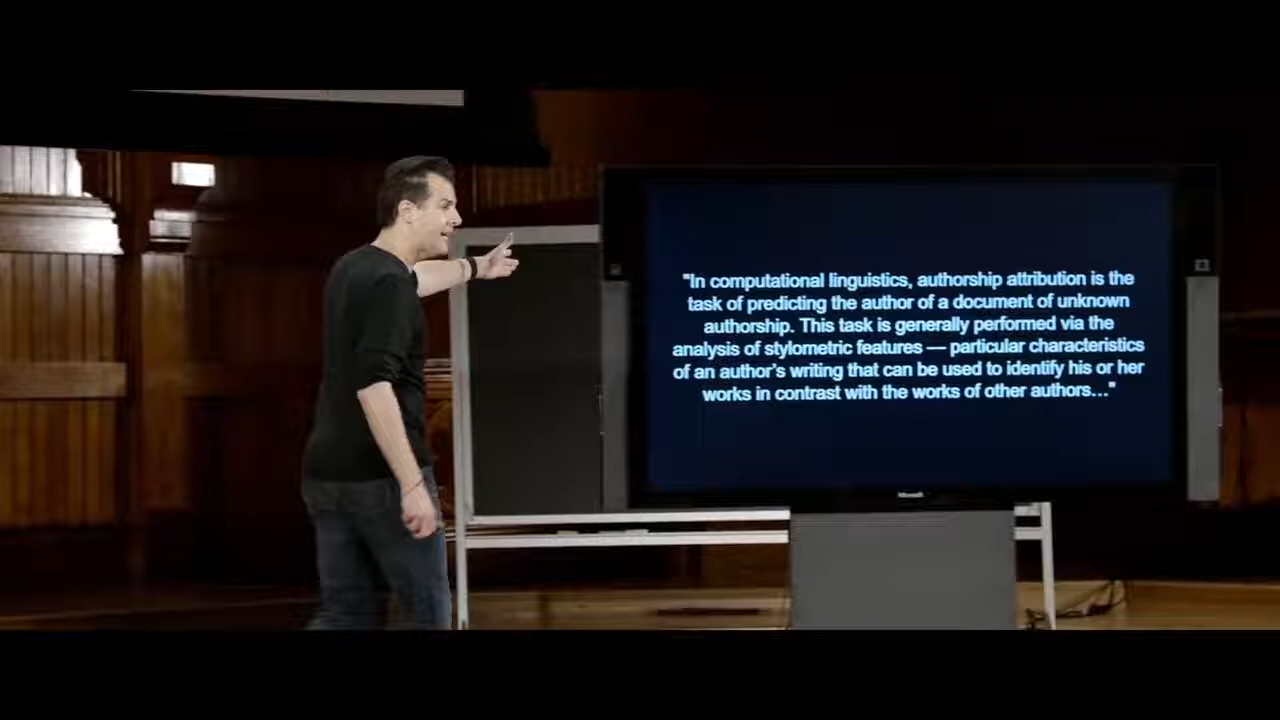 "In computational linguistics, authorship attribution is the
task of predicting the author of a document of unknown
authorship. This task is generally performed via the
analysis of stylometric features — particular characteristics
of an author's writing that can be used to identify his or her
works in contrast with the works of other authors..."
Microsoft